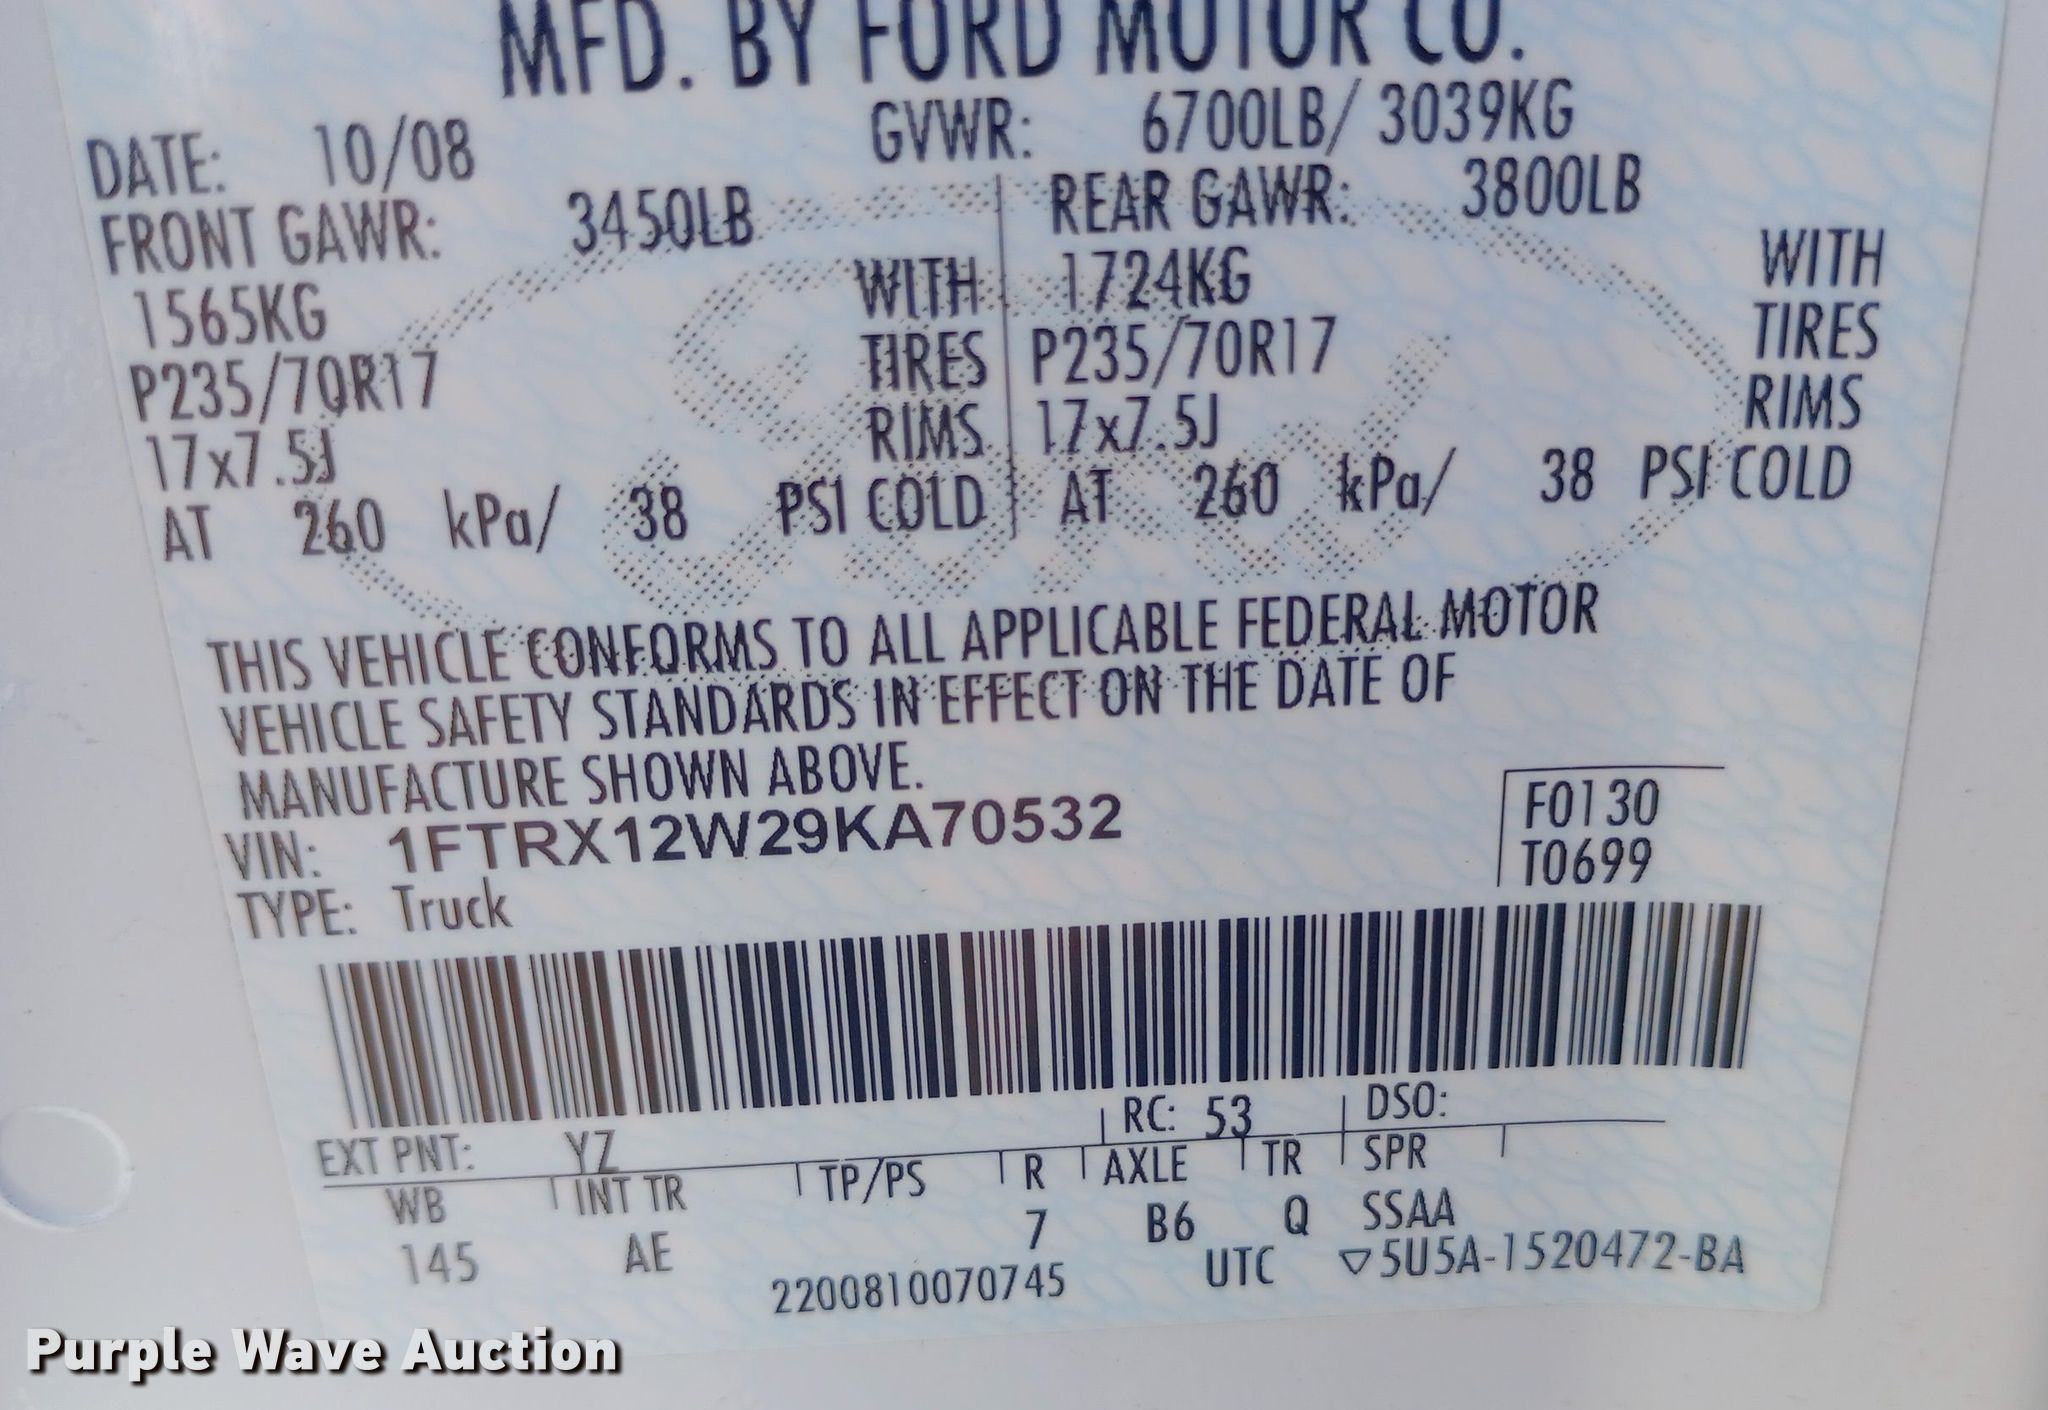 MFD. BY FORD MOTOR CO.
DATE: 10/08 GVWR: 6700LB/ 3039KG
FRONT GAWR: 3450LB REAR GAWR: 3800LB
1565KG WITH 1724KG WITH
P235/70R17 TIRES P235/70R17 TIRES
17x7.5J RIMS 17x7.5J RIMS
AT 260 kPa/ 38 PSI COLD AT 260 kPa/ 38 PSI COLD
THIS VEHICLE CONFORMS TO ALL APPLICABLE FEDERAL MOTOR
VEHICLE SAFETY STANDARDS IN EFFECT ON THE DATE OF
MANUFACTURE SHOWN ABOVE.
VIN: 1FTRX12W29KA70532 F0130
TYPE: Truck T0699
EXT PNT: YZ RC: 53 DSO:
WB INT TR TP/PS R AXLE TR SPR
145 AE 7 B6 Q SSAA
2200810070745 UTC ▽5U5A-1520472-BA
Purple Wave Auction